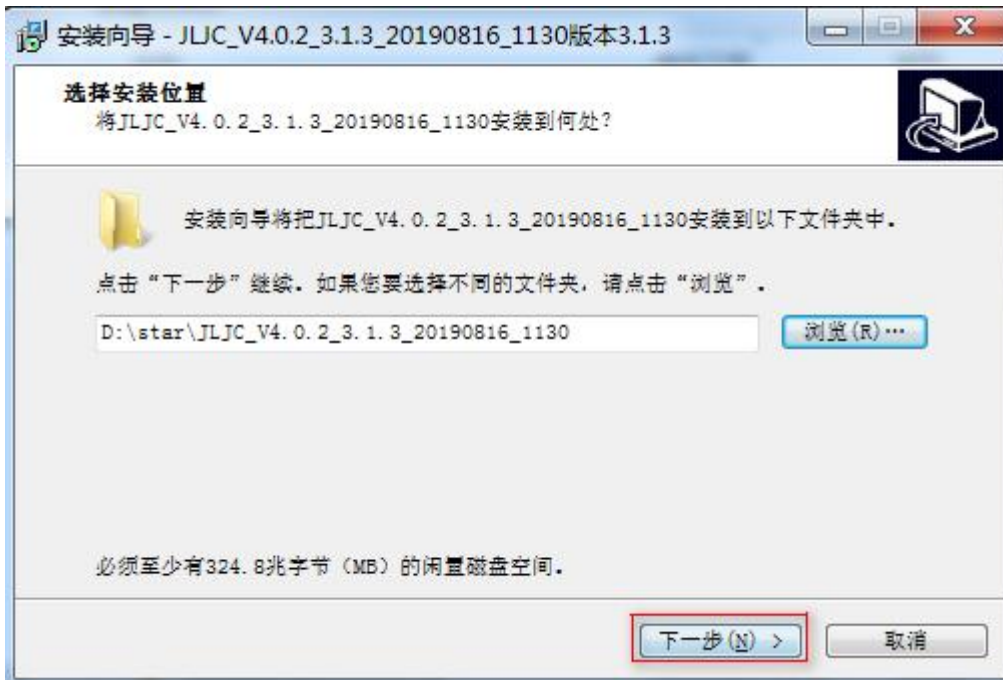 安装向导 - JLJC_V4.0.2_3.1.3_20190816_1130版本3.1.3
选择安装位置
将JLJC_V4.0.2_3.1.3_20190816_1130安装到何处?
安装向导将把JLJC_V4.0.2_3.1.3_20190816_1130安装到以下文件夹中.
点击“下一步”继续. 如果您要选择不同的文件夹, 请点击“浏览”.
D:\star\JLJC_V4.0.2_3.1.3_20190816_1130
浏览(R)…
必须至少有324.8兆字节 (MB) 的闲置磁盘空间.
下一步(N) >
取消